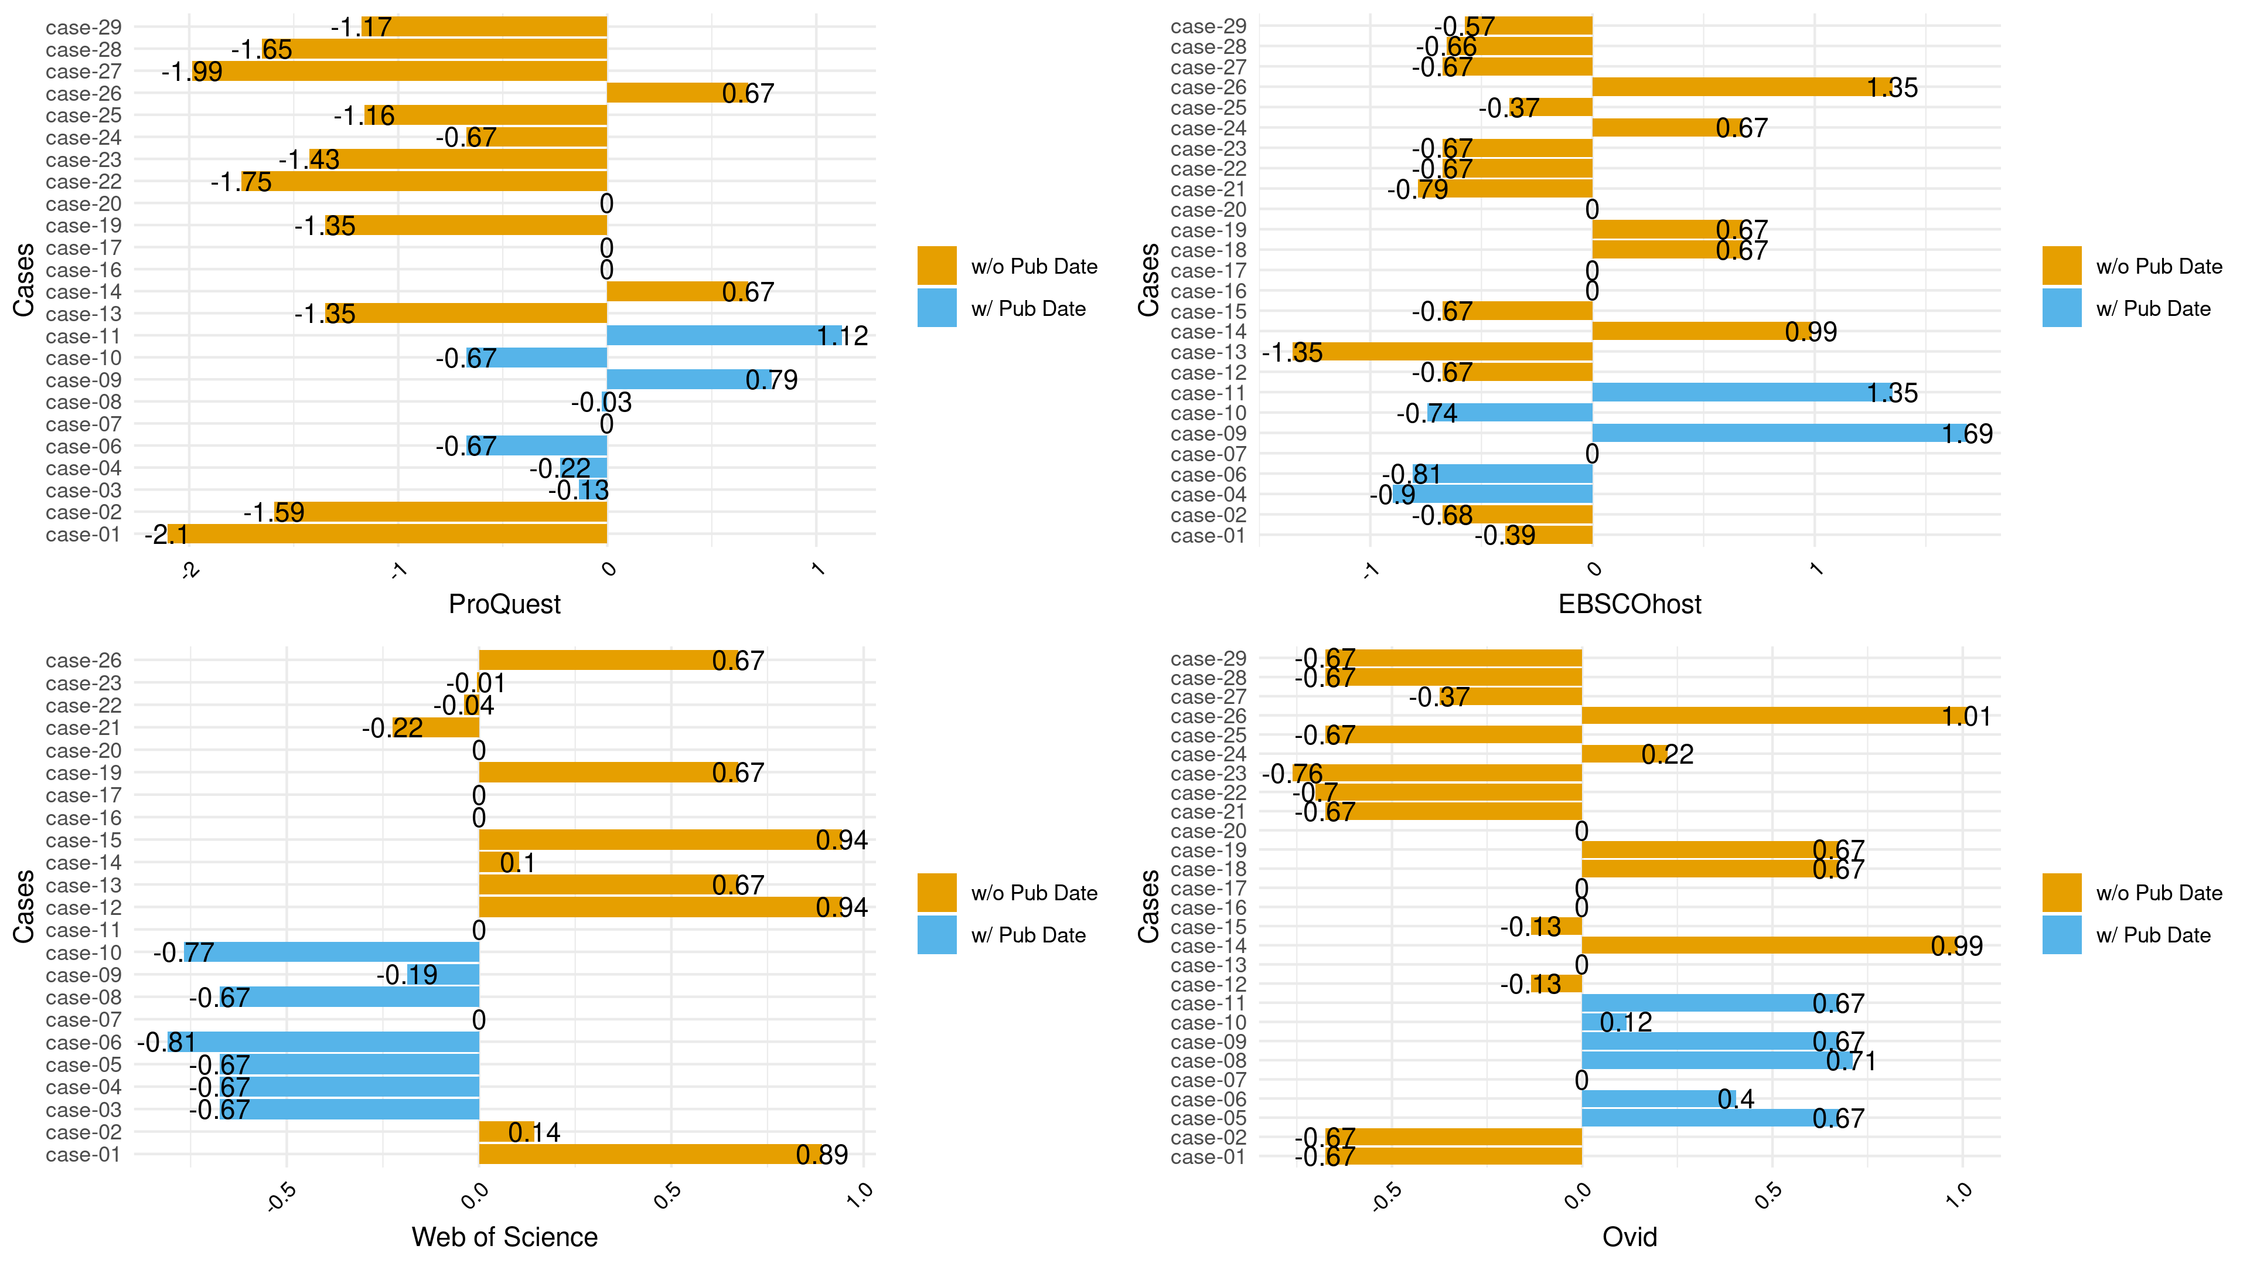 case-29 -1.17
case-28 -1.65
case-27 -1.99
case-26 0.67
case-25 -1.16
case-24 -0.67
case-23 -1.43
case-22 -1.75
case-20 0
case-19 -1.35
case-17 0
case-16 0
case-14 0.67
case-13 -1.35
case-11 1.12
case-10 -0.67
case-09 0.79
case-08 -0.03
case-07 0
case-06 -0.67
case-04 -0.22
case-03 -0.13
case-02 -1.59
case-01 -2.1
Cases
-2 -1 0 1
ProQuest
w/o Pub Date
w/ Pub Date
case-29 -0.57
case-28 -0.66
case-27 -0.67
case-26 1.35
case-25 -0.37
case-24 0.67
case-23 -0.67
case-22 -0.67
case-21 -0.79
case-20 0
case-19 0.67
case-18 0.67
case-17 0
case-16 0
case-15 -0.67
case-14 0.99
case-13 -1.35
case-12 -0.67
case-11 1.35
case-10 -0.74
case-09 1.69
case-07 0
case-06 -0.81
case-04 -0.9
case-02 -0.68
case-01 -0.39
Cases
-1 0 1
EBSCOhost
w/o Pub Date
w/ Pub Date
case-26 0.67
case-23 -0.01
case-22 -0.04
case-21 -0.22
case-20 0
case-19 0.67
case-17 0
case-16 0
case-15 0.94
case-14 0.1
case-13 0.67
case-12 0.94
case-11 0
case-10 -0.77
case-09 -0.19
case-08 -0.67
case-07 0
case-06 -0.81
case-05 -0.67
case-04 -0.67
case-03 -0.67
case-02 0.14
case-01 0.89
Cases
-0.5 0.0 0.5 1.0
Web of Science
w/o Pub Date
w/ Pub Date
case-29 -0.67
case-28 -0.67
case-27 -0.37
case-26 1.01
case-25 -0.67
case-24 0.22
case-23 -0.76
case-22 -0.7
case-21 -0.67
case-20 0
case-19 0.67
case-18 0.67
case-17 0
case-16 0
case-15 -0.13
case-14 0.99
case-13 0
case-12 -0.13
case-11 0.67
case-10 0.12
case-09 0.67
case-08 0.71
case-07 0
case-06 0.4
case-05 0.67
case-02 -0.67
case-01 -0.67
Cases
-0.5 0.0 0.5 1.0
Ovid
w/o Pub Date
w/ Pub Date